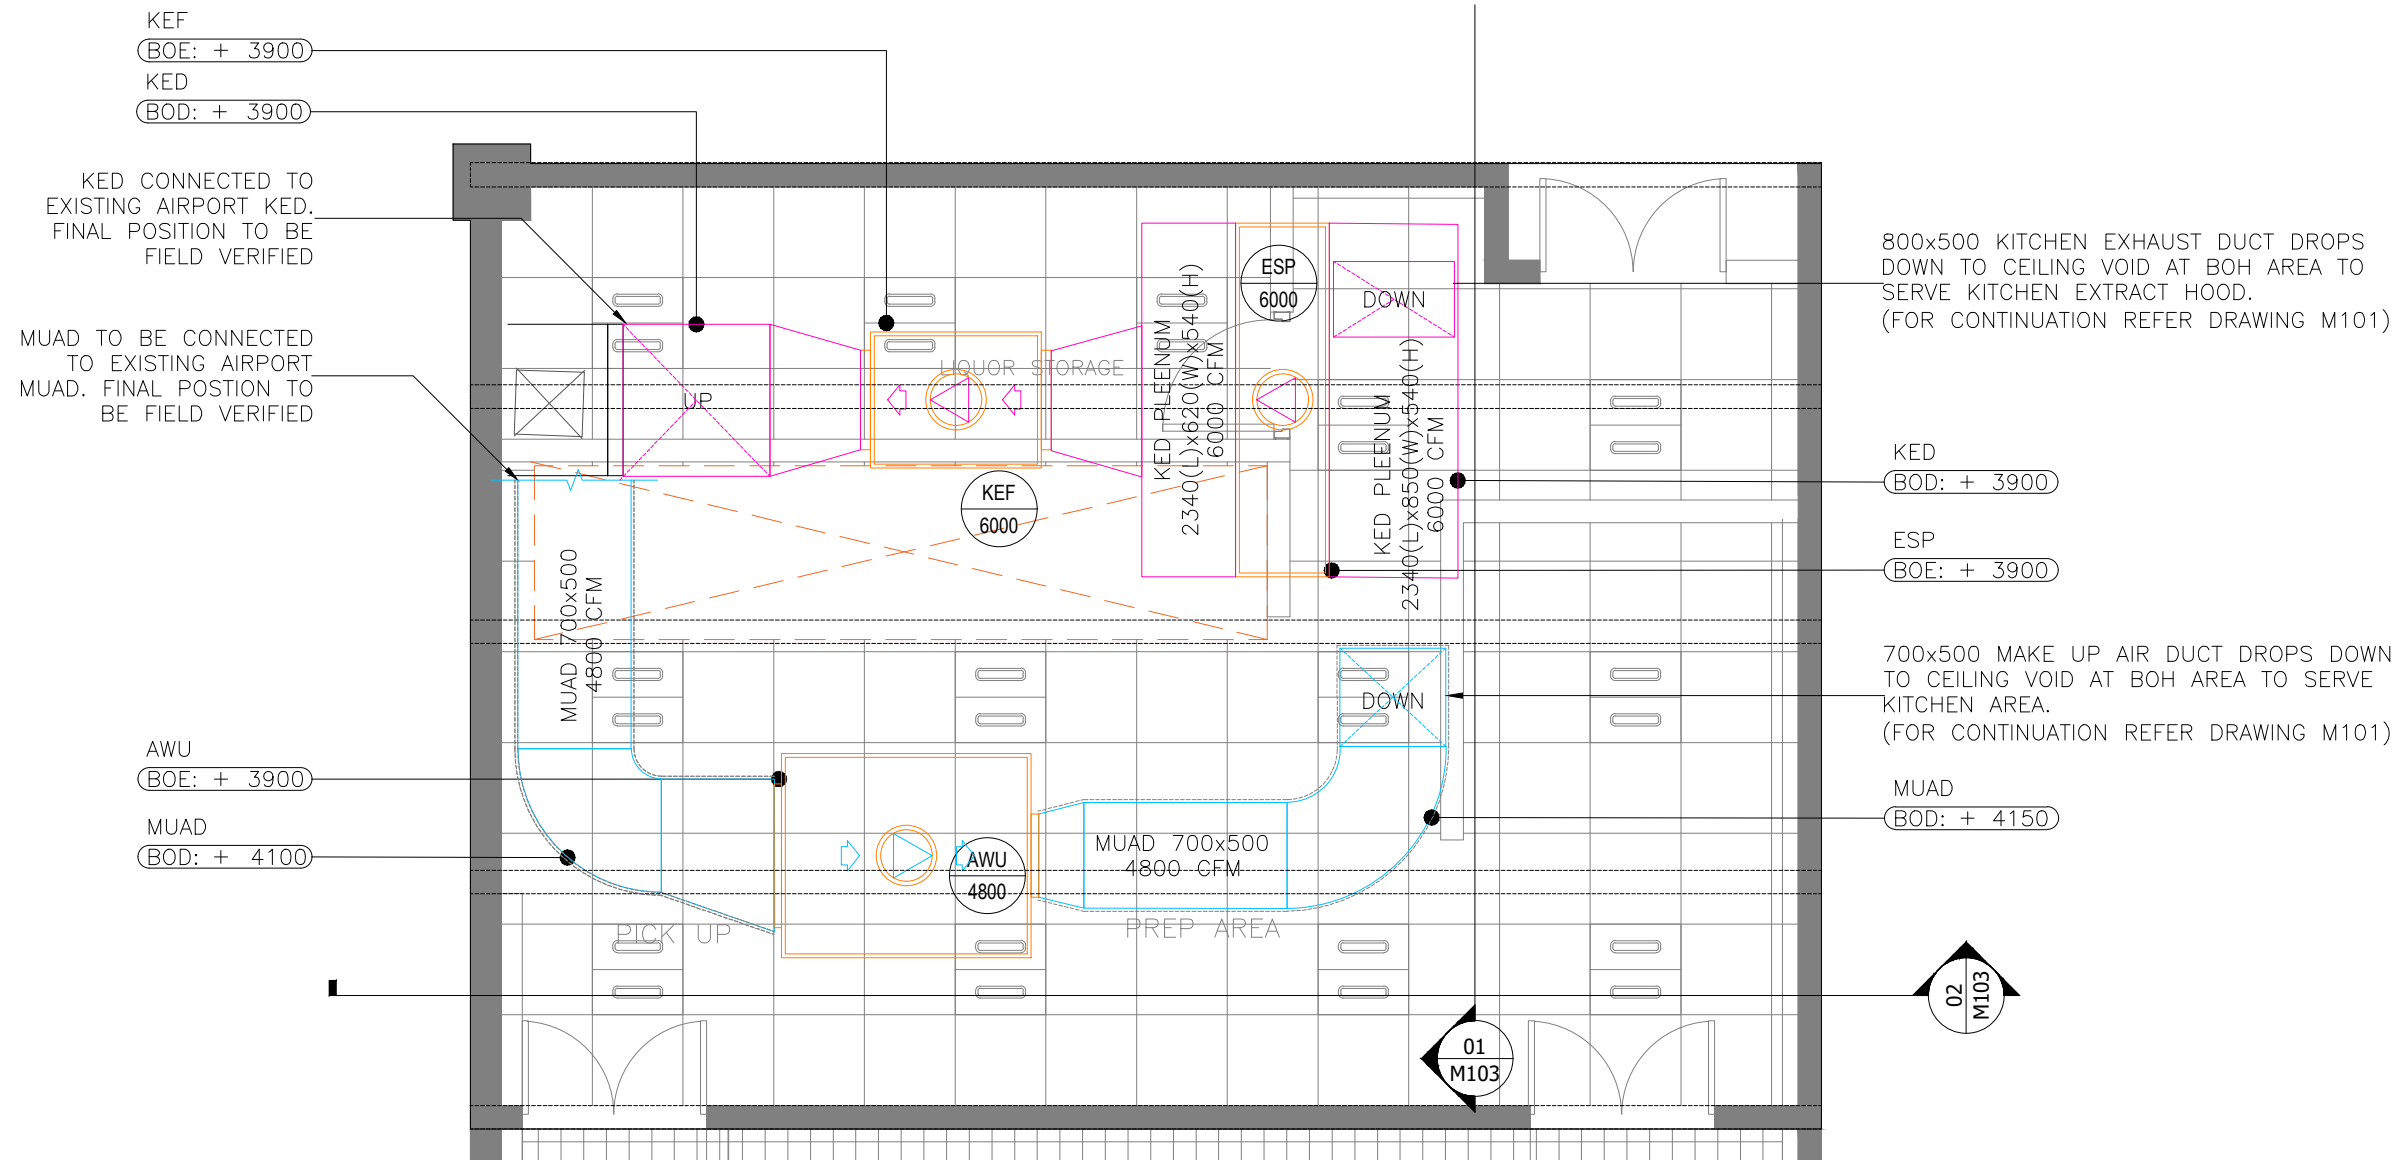 KEF
BOE: + 3900
KED
BOD: + 3900
KED CONNECTED TO
EXISTING AIRPORT KED.
FINAL POSITION TO BE
FIELD VERIFIED
MUAD TO BE CONNECTED
TO EXISTING AIRPORT
MUAD. FINAL POSTION TO
BE FIELD VERIFIED
AWU
BOE: + 3900
MUAD
BOD: + 4100
UP
LIQUOR STORAGE
KEF
6000
KED PLEENUM
2340(L)x620(W)x540(H)
6000 CFM
ESP
6000
DOWN
KED PLEENUM
2340(L)x850(W)x540(H)
6000 CFM
MUAD 700x500
4800 CFM
DOWN
AWU
4800
MUAD 700x500
4800 CFM
PICK UP
PREP AREA
800x500 KITCHEN EXHAUST DUCT DROPS
DOWN TO CEILING VOID AT BOH AREA TO
SERVE KITCHEN EXTRACT HOOD.
(FOR CONTINUATION REFER DRAWING M101)
KED
BOD: + 3900
ESP
BOE: + 3900
700x500 MAKE UP AIR DUCT DROPS DOWN
TO CEILING VOID AT BOH AREA TO SERVE
KITCHEN AREA.
(FOR CONTINUATION REFER DRAWING M101)
MUAD
BOD: + 4150
02
M103
01
M103